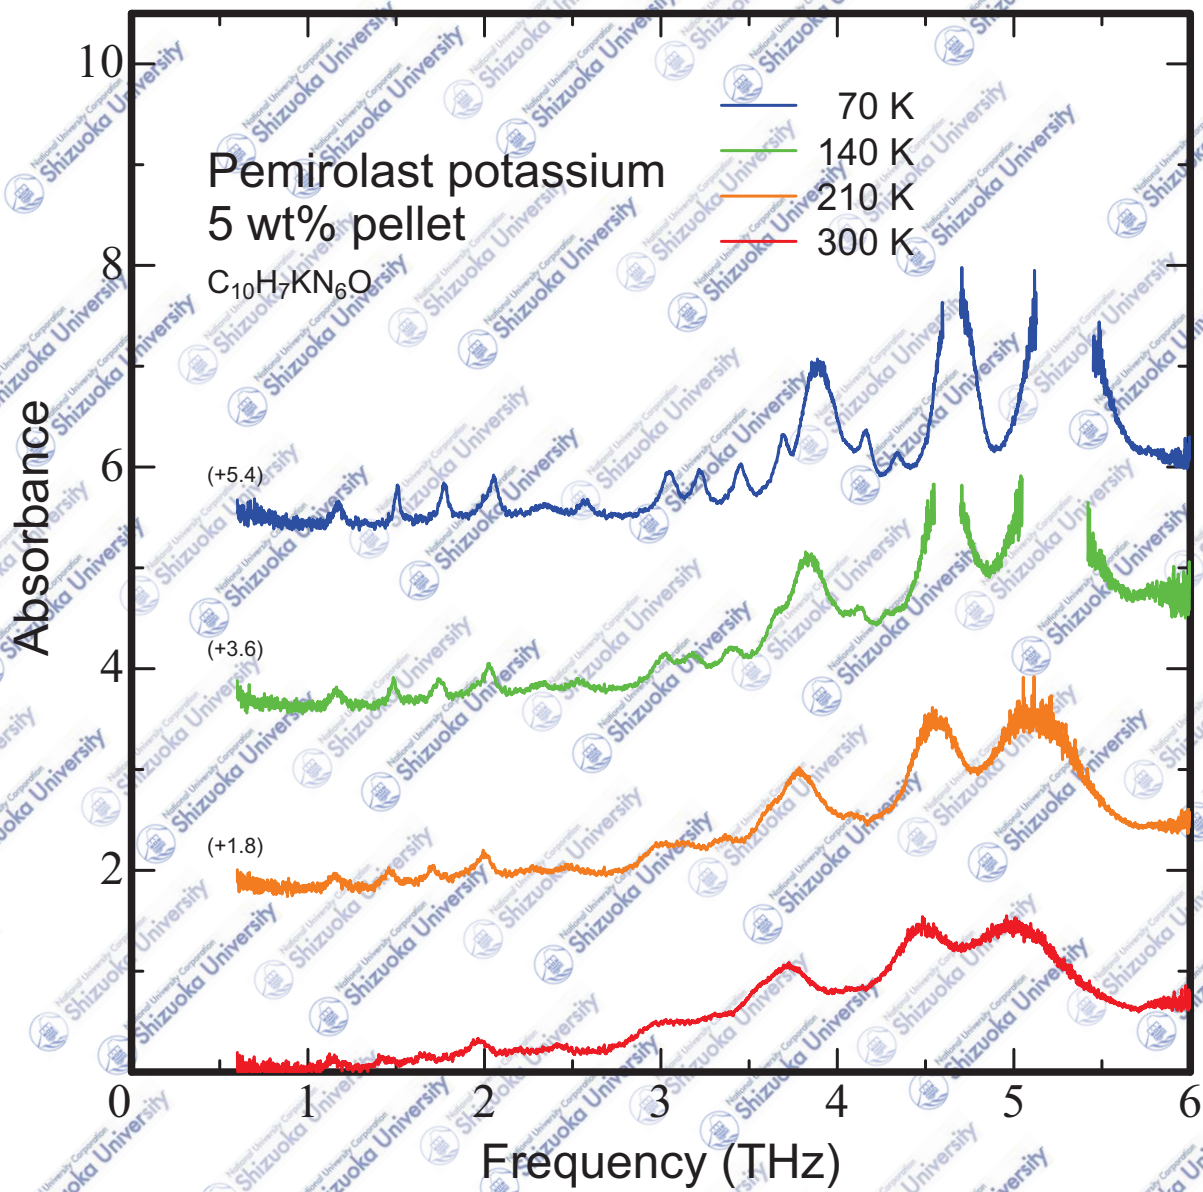 10
8
6
4
2
0
1
2
3
4
5
6
Absorbance
Frequency (THz)
Pemirolast potassium
5 wt% pellet
C₁₀H₇KN₆O
70 K
140 K
210 K
300 K
(+5.4)
(+3.6)
(+1.8)
National University Corporation
Shizuoka University